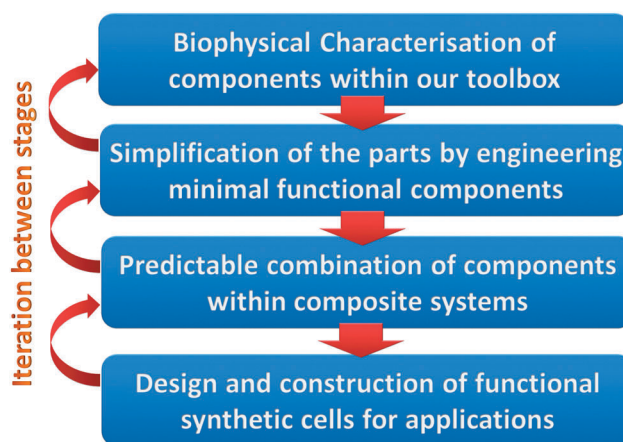 Biophysical Characterisation of
components within our toolbox
Simplification of the parts by engineering
minimal functional components
Predictable combination of components
within composite systems
Design and construction of functional
synthetic cells for applications
Iteration between stages